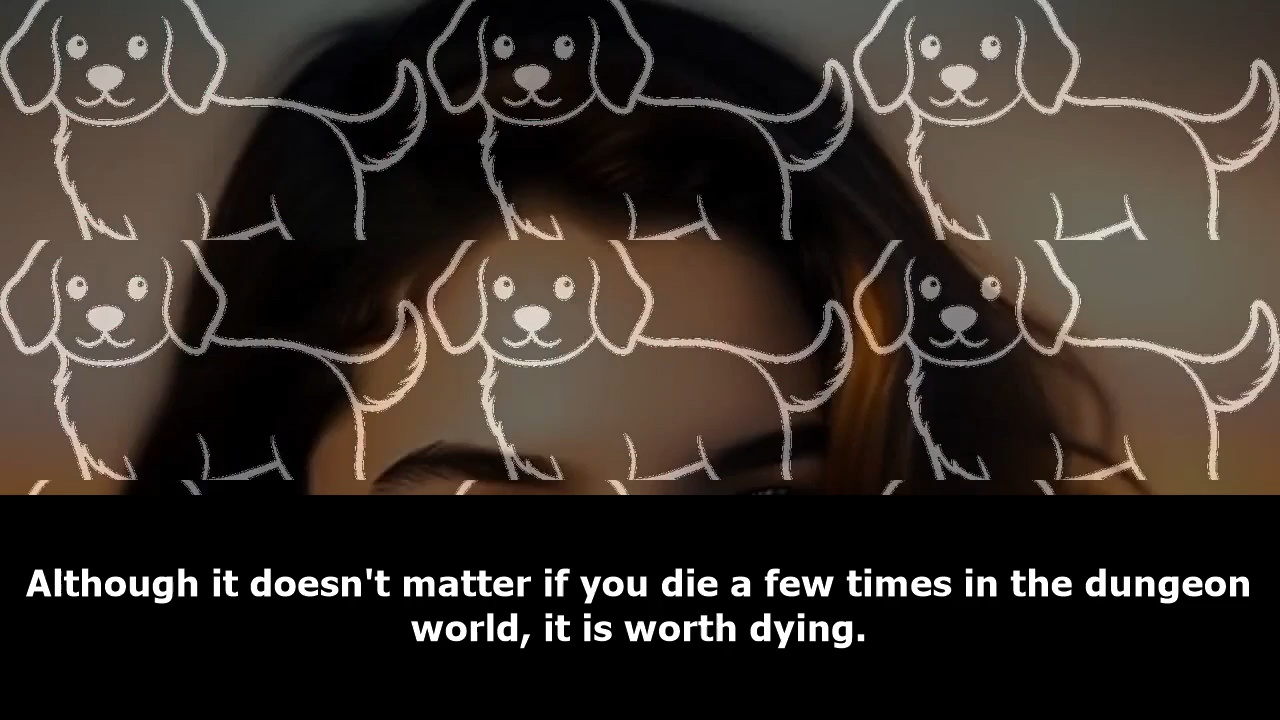 Although it doesn't matter if you die a few times in the dungeon
world, it is worth dying.